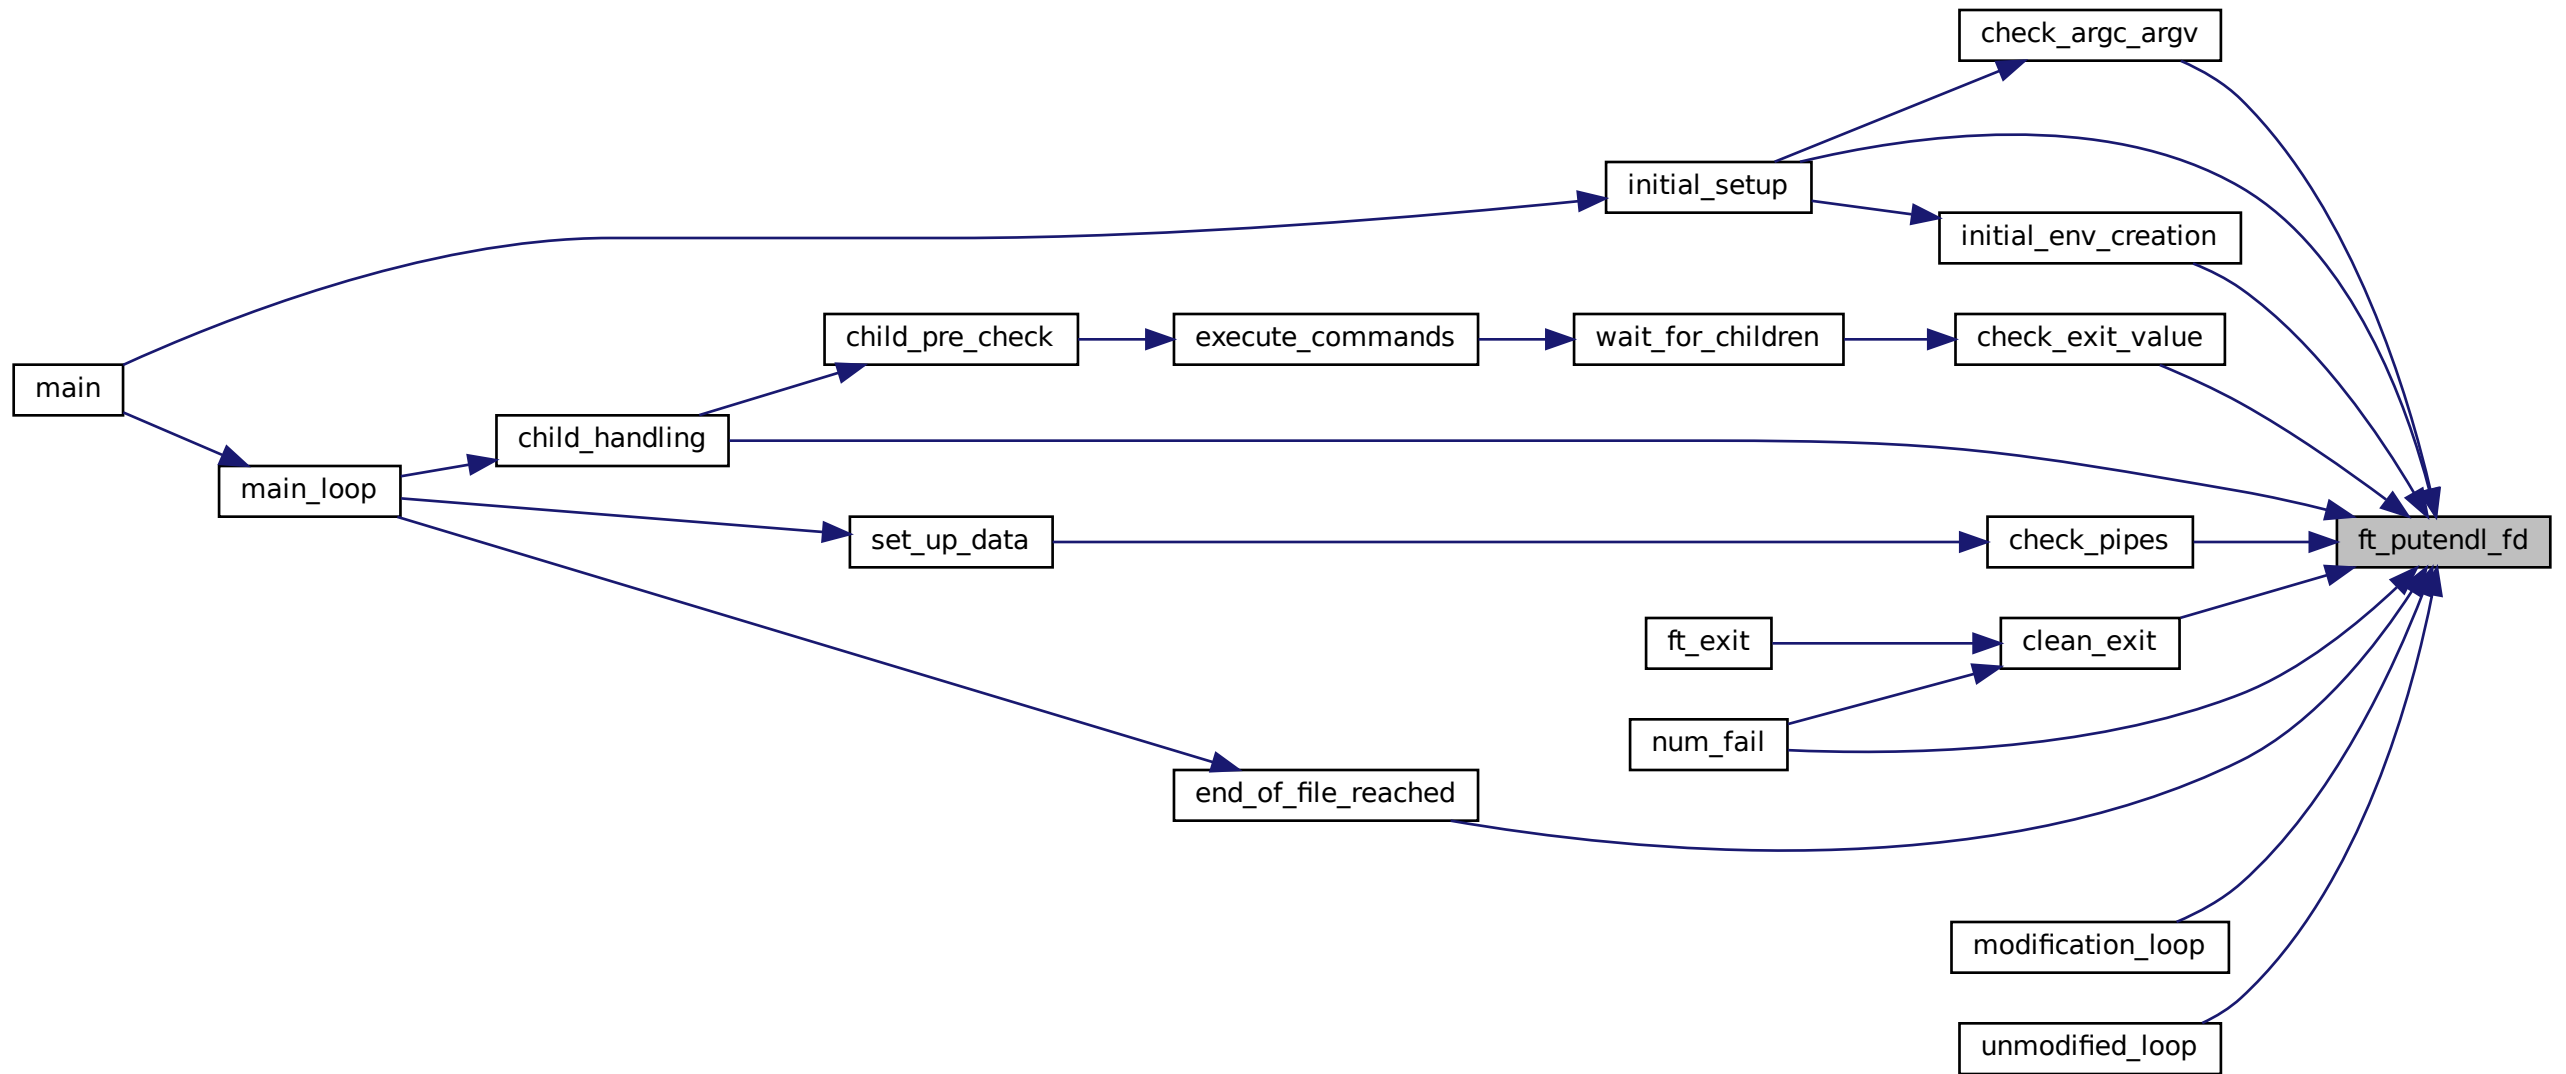 check_argc_argv
initial_setup
initial_env_creation
child_pre_check
execute_commands
wait_for_children
check_exit_value
main
child_handling
main_loop
set_up_data
check_pipes
ft_putendl_fd
ft_exit
clean_exit
num_fail
end_of_file_reached
modification_loop
unmodified_loop